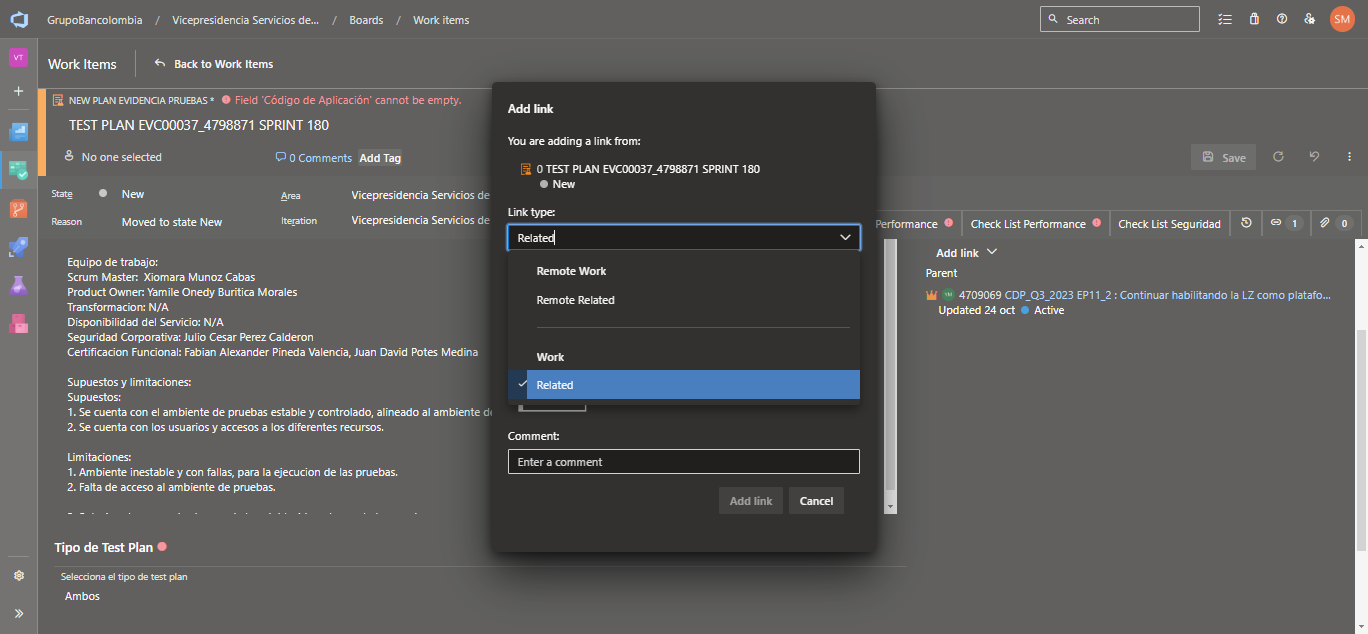 GrupoBancolombia / Vicepresidencia Servicios de... / Boards / Work items
Search
SM
VT
Work Items
Back to Work Items
NEW PLAN EVIDENCIA PRUEBAS * Field 'Código de Aplicación' cannot be empty.
TEST PLAN EVC00037_4798871 SPRINT 180
No one selected
0 Comments
Add Tag
Save
State
New
Area
Vicepresidencia Servicios de
Reason
Moved to state New
Iteration
Vicepresidencia Servicios de
Performance
Check List Performance
Check List Seguridad
1
0
Equipo de trabajo:
Scrum Master: Xiomara Munoz Cabas
Product Owner: Yamile Onedy Buritica Morales
Transformacion: N/A
Disponibilidad del Servicio: N/A
Seguridad Corporativa: Julio Cesar Perez Calderon
Certificacion Funcional: Fabian Alexander Pineda Valencia, Juan David Potes Medina
Supuestos y limitaciones:
Supuestos:
1. Se cuenta con el ambiente de pruebas estable y controlado, alineado al ambiente de
2. Se cuenta con los usuarios y accesos a los diferentes recursos.
Limitaciones:
1. Ambiente inestable y con fallas, para la ejecucion de las pruebas.
2. Falta de acceso al ambiente de pruebas.
Tipo de Test Plan
Selecciona el tipo de test plan
Ambos
Add link
You are adding a link from:
0 TEST PLAN EVC00037_4798871 SPRINT 180
New
Link type:
Related
Remote Work
Remote Related
Work
Related
Comment:
Enter a comment
Add link
Cancel
Add link
Parent
4709069 CDP_Q3_2023 EP11_2 : Continuar habilitando la LZ como platafo...
Updated 24 oct Active